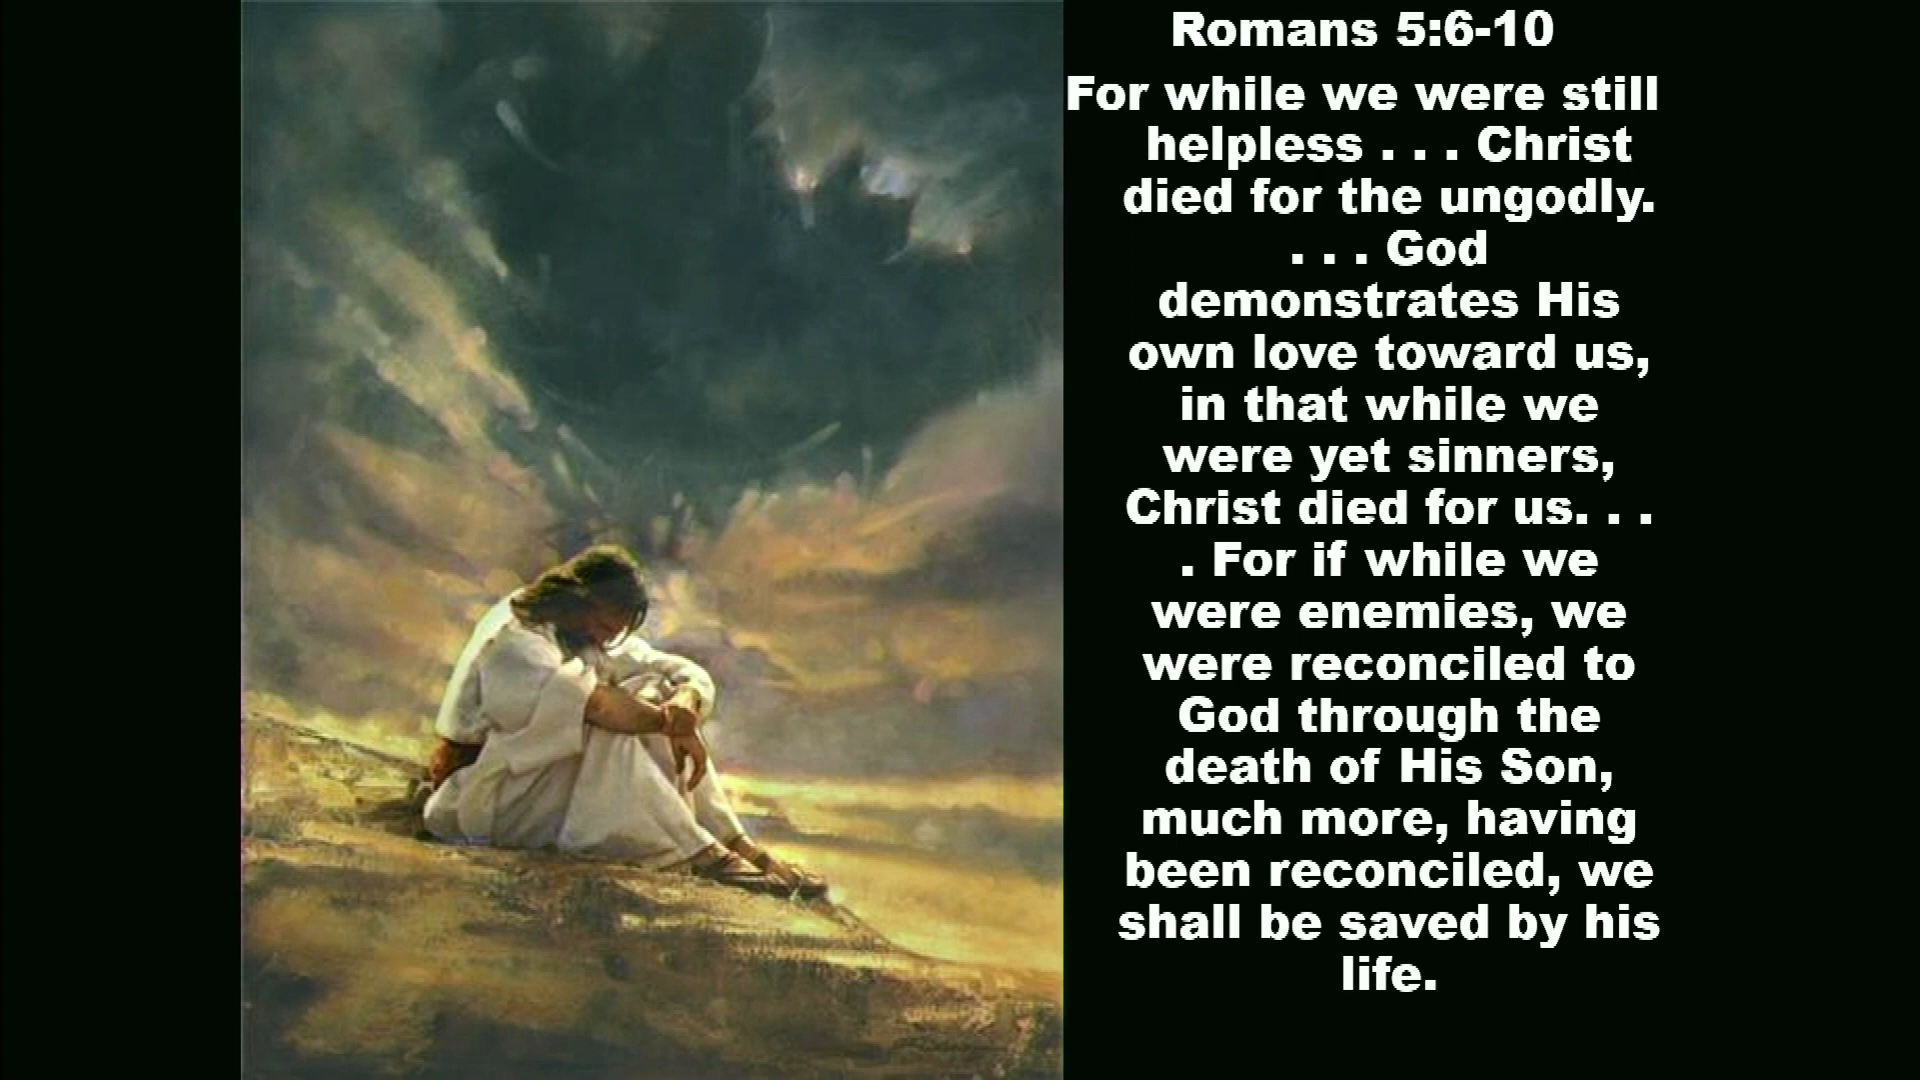 Romans 5:6-10
For while we were still
helpless . . . Christ
died for the ungodly.
. . . God
demonstrates His
own love toward us,
in that while we
were yet sinners,
Christ died for us. . .
. For if while we
were enemies, we
were reconciled to
God through the
death of His Son,
much more, having
been reconciled, we
shall be saved by his
life.